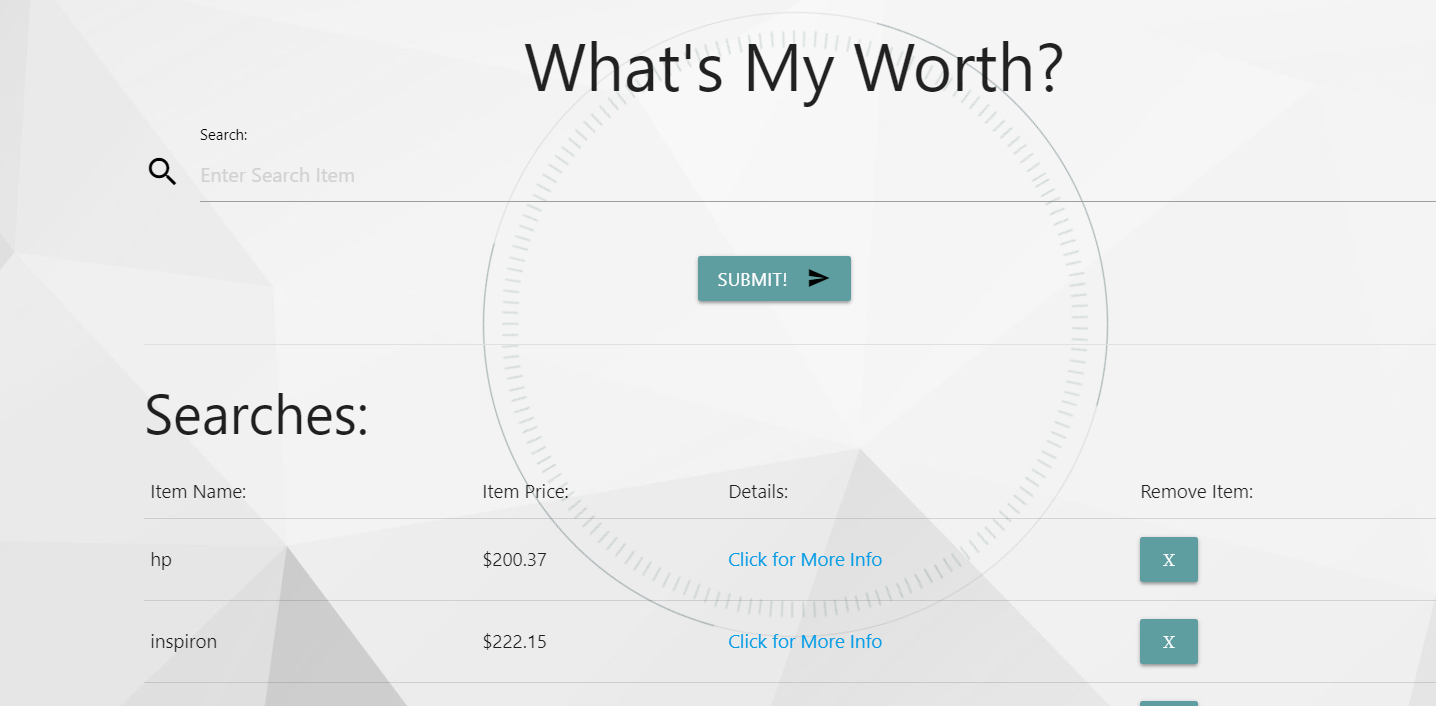 What's My Worth?
Search:
Enter Search Item
SUBMIT!
Searches:
Item Name: Item Price: Details: Remove Item:
hp $200.37 Click for More Info X
inspiron $222.15 Click for More Info X